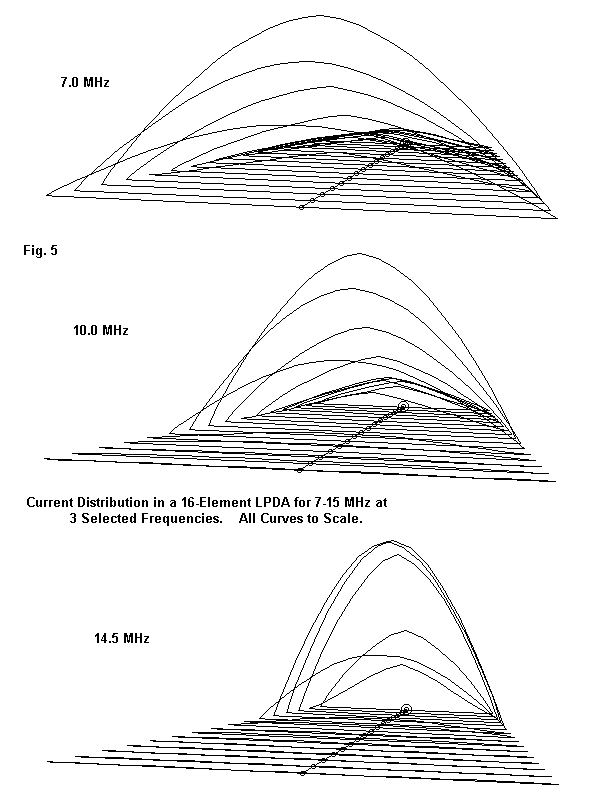 7.0 MHz
Fig. 5
10.0 MHz
Current Distribution in a 16-Element LPDA for 7-15 MHz at
3 Selected Frequencies. All Curves to Scale.
14.5 MHz